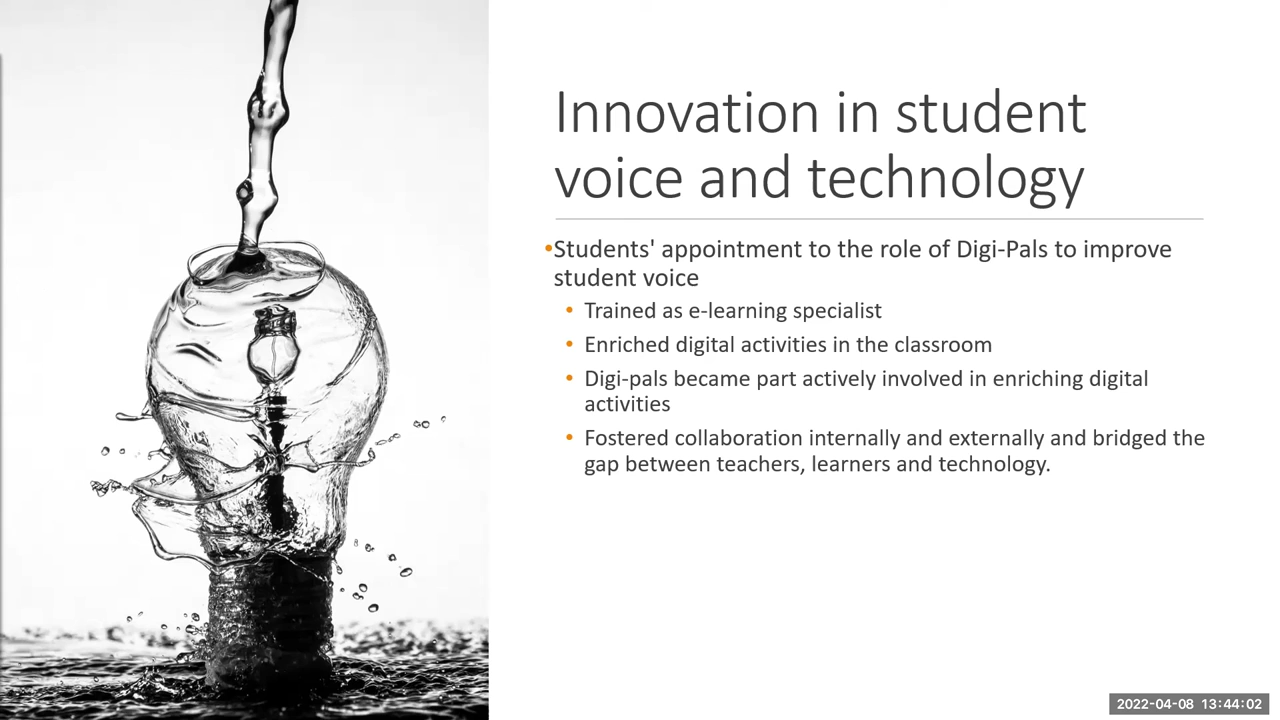 Innovation in student
voice and technology
•Students' appointment to the role of Digi-Pals to improve
student voice
• Trained as e-learning specialist
• Enriched digital activities in the classroom
• Digi-pals became part actively involved in enriching digital
activities
• Fostered collaboration internally and externally and bridged the
gap between teachers, learners and technology.
2022-04-08 13:44:02